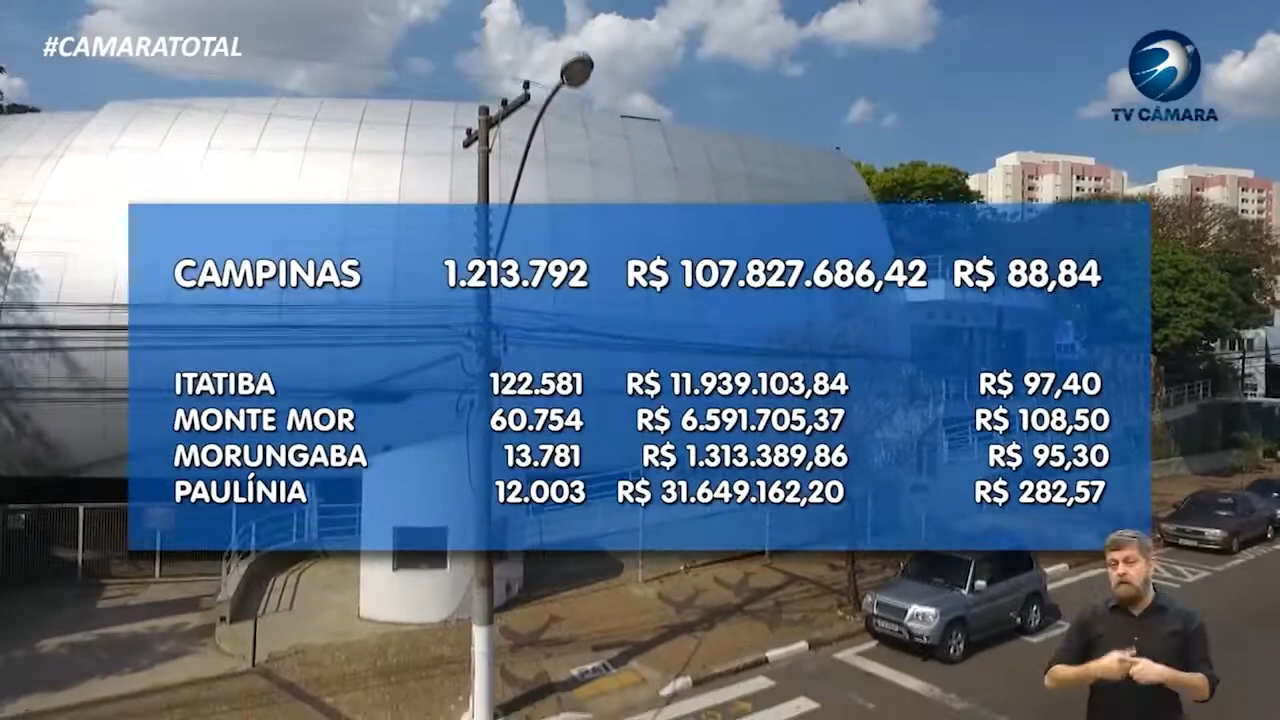 #CAMARATOTAL
TV CÂMARA
CAMPINAS 1.213.792 R$ 107.827.686,42 R$ 88,84
ITATIBA 122.581 R$ 11.939.103,84 R$ 97,40
MONTE MOR 60.754 R$ 6.591.705,37 R$ 108,50
MORUNGABA 13.781 R$ 1.313.389,86 R$ 95,30
PAULÍNIA 12.003 R$ 31.649.162,20 R$ 282,57